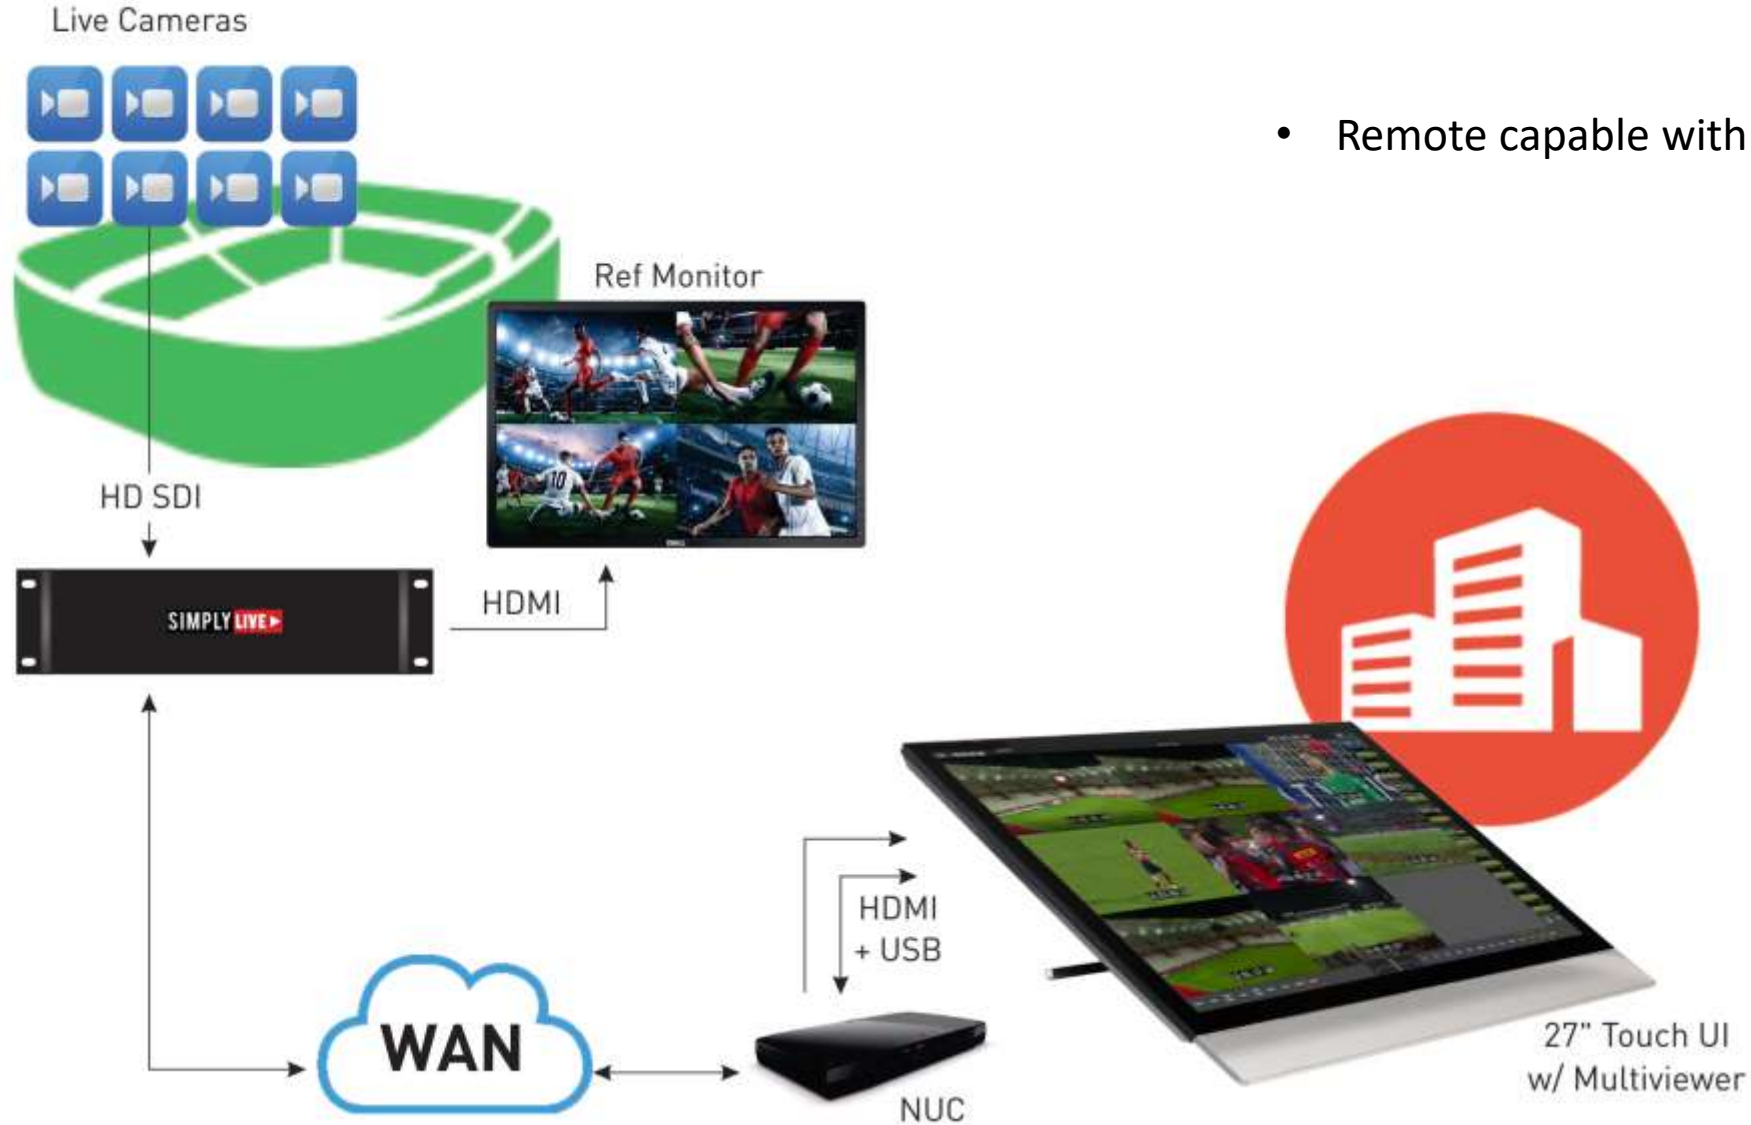 Live Cameras
• Remote capable with
Ref Monitor
HD SDI
HDMI
SIMPLY LIVE
HDMI
+ USB
WAN
27" Touch UI
w/ Multiviewer
NUC
10